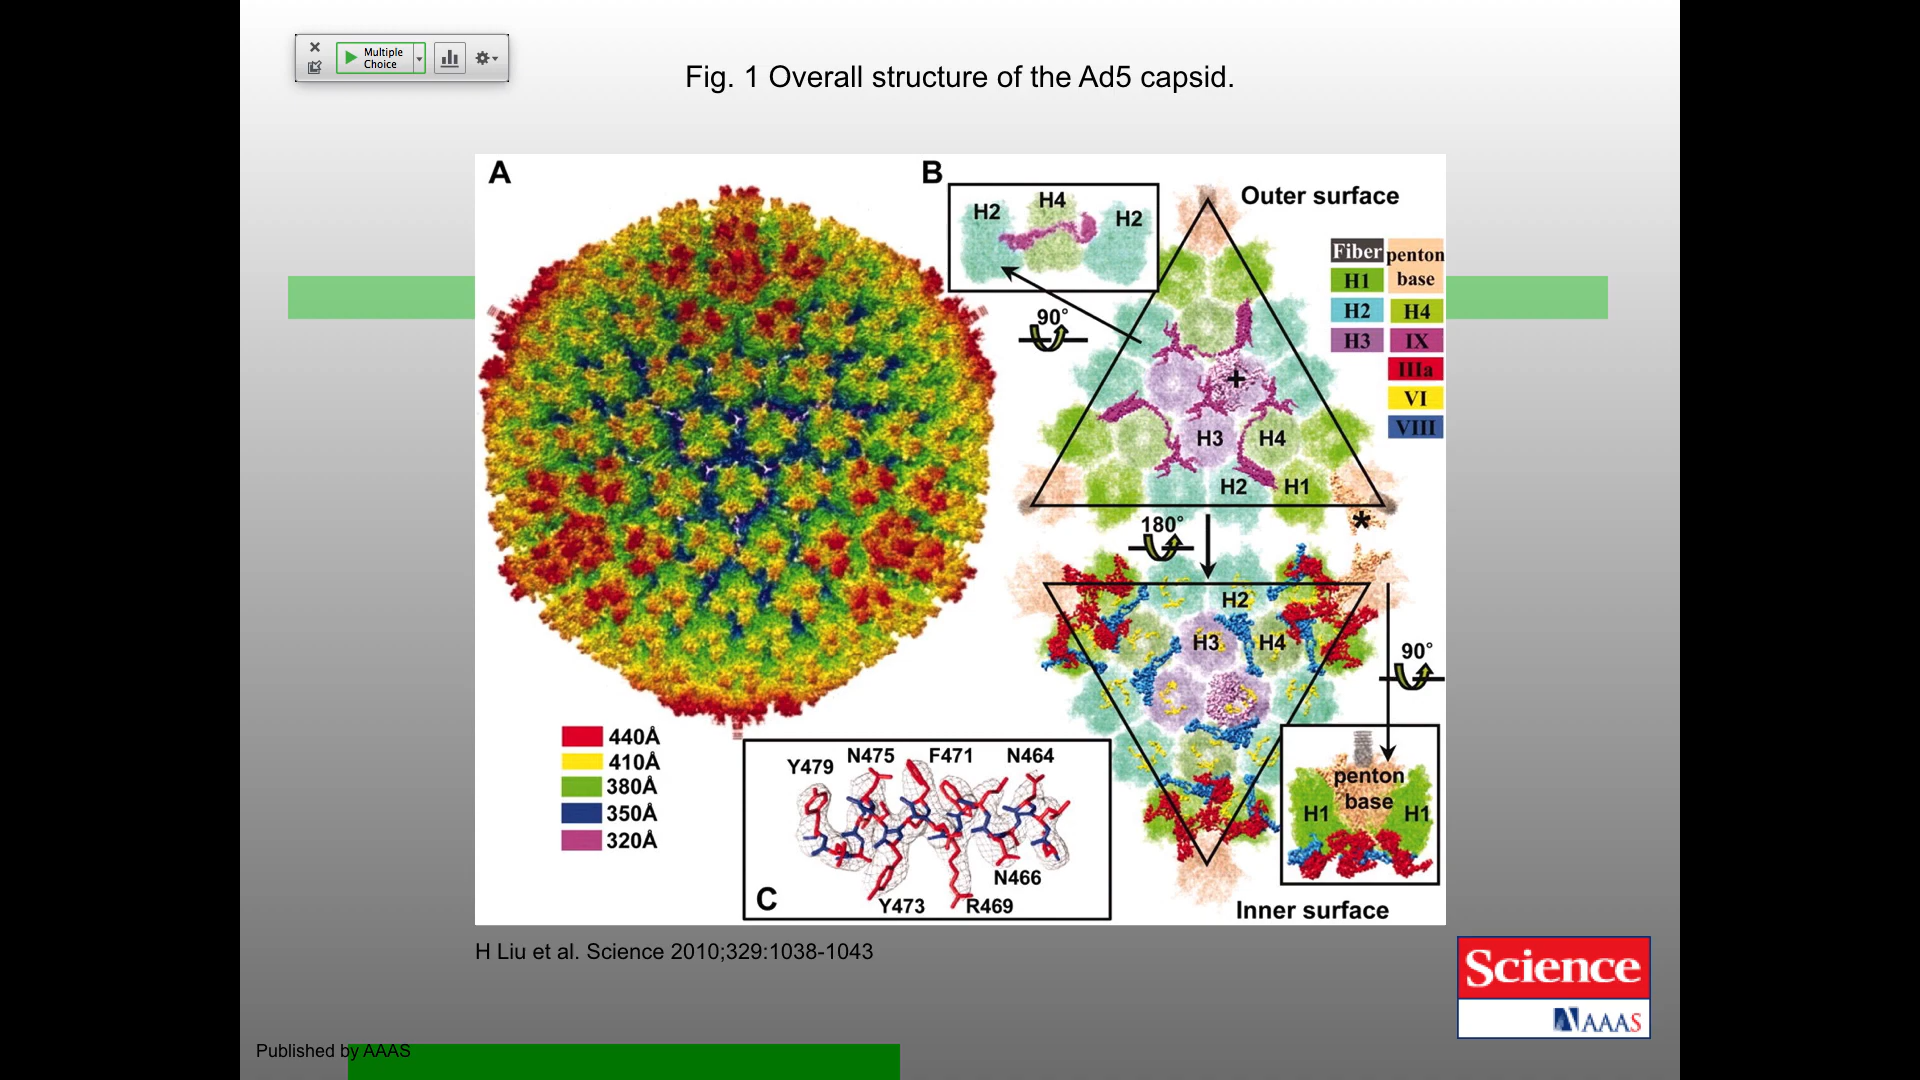 Multiple
Choice
Fig. 1 Overall structure of the Ad5 capsid.
A
440Å
410Å
380Å
350Å
320Å
B
H2 H4 H2
90°
Outer surface
Fiber penton
base
H1
H2 H4
H3 IX
IIIa
VI
VIII
+
H3 H4
H2 H1
*
180°
H2
H3 H4
90°
penton
base
H1 H1
Inner surface
C
Y479 N475 F471 N464
N466
Y473 R469
H Liu et al. Science 2010;329:1038-1043
Science
AAAS
Published by AAAS